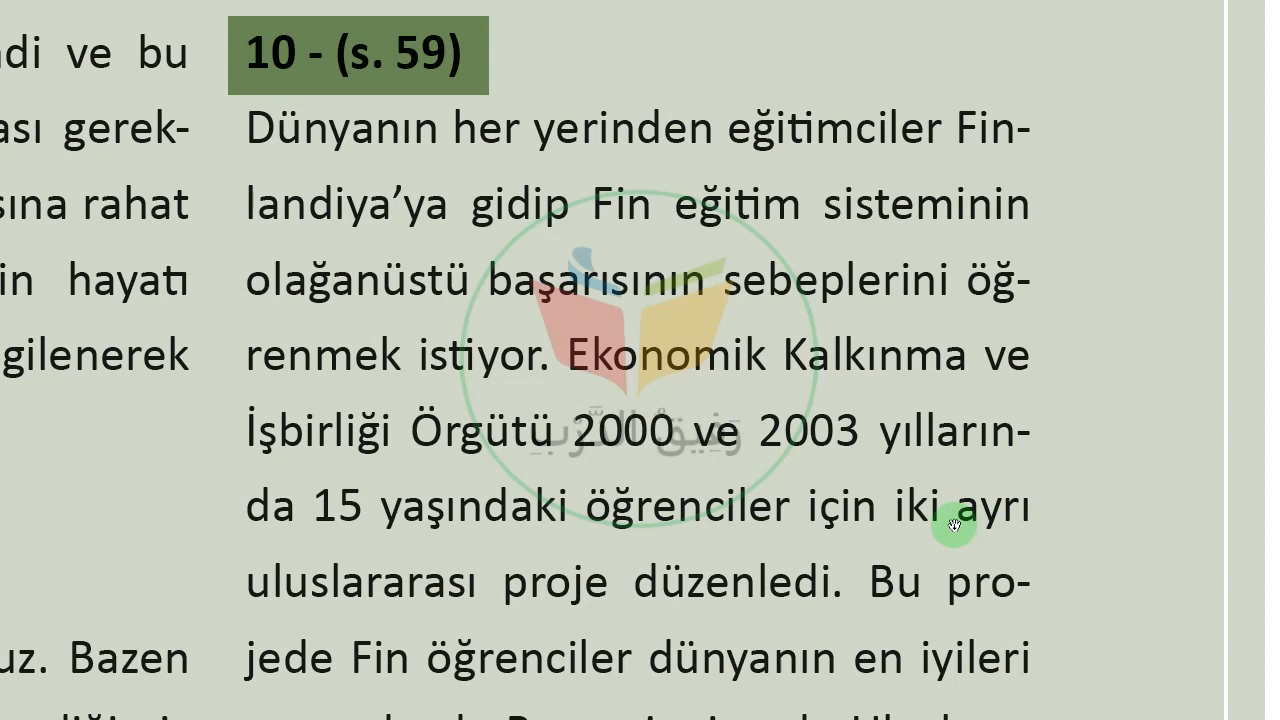 di ve bu
ası gerek-
sına rahat
in hayatı
gilenerek
uz. Bazen
10 - (s. 59)
Dünyanın her yerinden eğitimciler Fin-
landiya’ya gidip Fin eğitim sisteminin
olağanüstü başarısının sebeplerini öğ-
renmek istiyor. Ekonomik Kalkınma ve
İşbirliği Örgütü 2000 ve 2003 yılların-
da 15 yaşındaki öğrenciler için iki ayrı
uluslararası proje düzenledi. Bu pro-
jede Fin öğrenciler dünyanın en iyileri
رَفِيقُ الدَّرْبِ